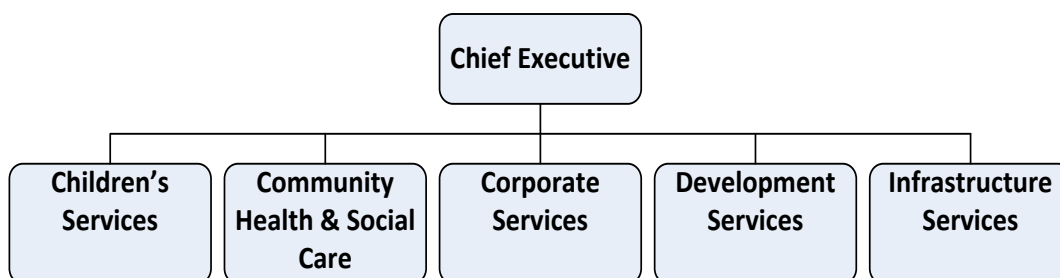 Chief Executive
Children’s
Services
Community
Health & Social
Care
Corporate
Services
Development
Services
Infrastructure
Services